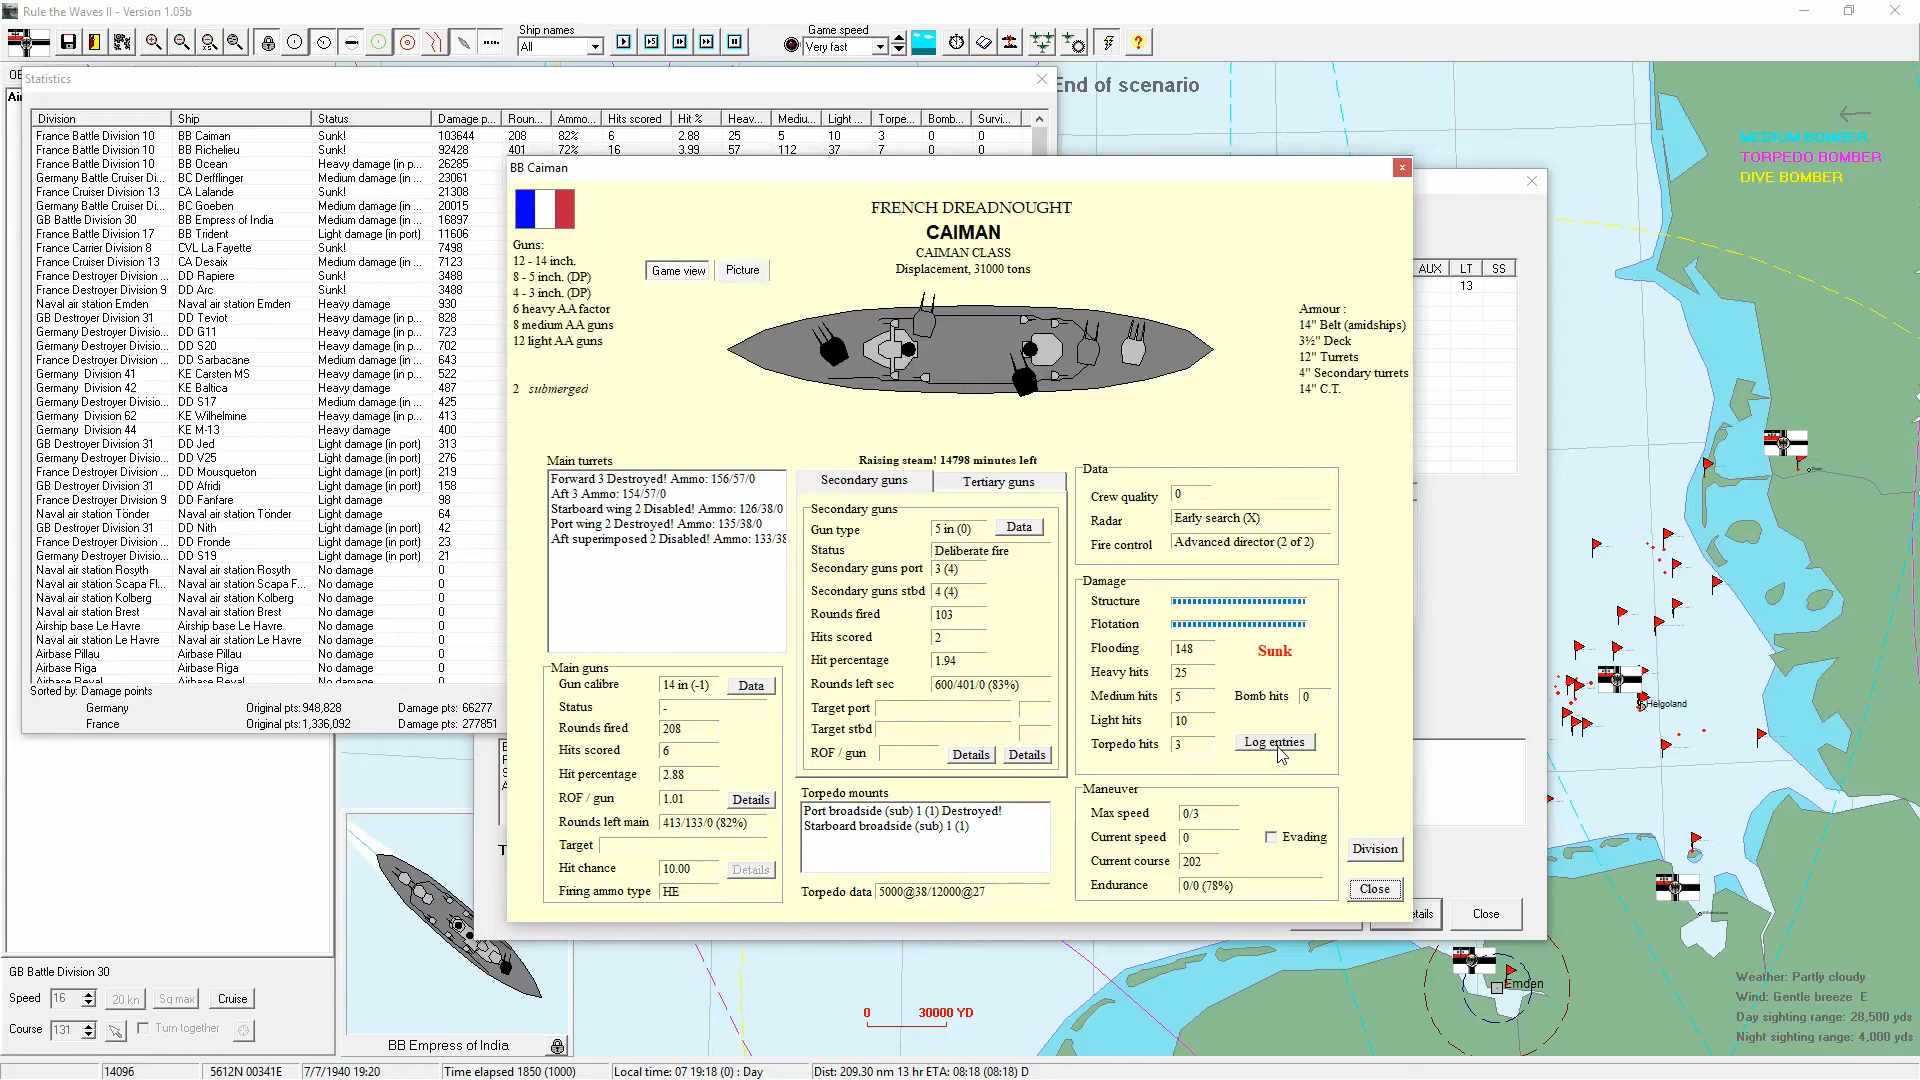 Rule the Waves II - Version 1.05b
Ship names
All
Game speed
Very fast
End of scenario
MEDIUM BOMBER
TORPEDO BOMBER
DIVE BOMBER
Statistics
Division Ship Status Damage p... Roun... Ammo... Hits scored Hit % Heav... Mediu... Light ... Torpe... Bomb... Survi...
France Battle Division 10 BB Caiman Sunk! 103644 208 82% 6 2.88 25 5 10 3 0 0
France Battle Division 10 BB Richelieu Sunk! 92428 401 72% 16 3.99 57 112 37 7 0 0
France Battle Division 10 BB Ocean Heavy damage (in p... 26285
Germany Battle Cruiser Di... BC Derfflinger Medium damage (in ... 23061
France Cruiser Division 13 CA Lalande Sunk! 21308
Germany Battle Cruiser Di... BC Goeben Medium damage (in ... 20015
GB Battle Division 30 BB Empress of India Medium damage (in ... 16897
France Battle Division 17 BB Trident Light damage (in port) 11606
France Carrier Division 8 CVL La Fayette Sunk! 7498
France Cruiser Division 13 CA Desaix Medium damage (in ... 7123
France Destroyer Division ... DD Rapiere Sunk! 3488
France Destroyer Division 9 DD Arc Sunk! 3488
Naval air station Emden Naval air station Emden Heavy damage 930
GB Destroyer Division 31 DD Teviot Heavy damage (in p... 828
Germany Destroyer Divisio... DD G11 Heavy damage (in p... 723
Germany Destroyer Divisio... DD S20 Heavy damage (in p... 702
France Destroyer Division ... DD Sarbacane Medium damage (in ... 643
Germany Division 41 KE Carsten MS Heavy damage (in p... 522
Germany Division 42 KE Baltica Heavy damage 487
Germany Destroyer Divisio... DD S17 Medium damage (in ... 425
Germany Division 62 KE Wilhelmine Heavy damage (in p... 413
Germany Division 44 KE M-13 Heavy damage 400
GB Destroyer Division 31 DD Jed Light damage (in port) 313
Germany Destroyer Divisio... DD V25 Light damage (in port) 276
France Destroyer Division ... DD Mousqueton Light damage (in port) 219
GB Destroyer Division 31 DD Afridi Light damage (in port) 158
France Destroyer Division 9 DD Fanfare Light damage (in port) 98
Naval air station Tönder Naval air station Tönder Light damage 64
GB Destroyer Division 31 DD Nith Light damage (in port) 42
France Destroyer Division ... DD Fronde Light damage (in port) 23
Germany Destroyer Divisio... DD S19 Light damage (in port) 21
Naval air station Rosyth Naval air station Rosyth No damage 0
Naval air station Scapa Fl... Naval air station Scapa F... No damage 0
Naval air station Kolberg Naval air station Kolberg No damage 0
Naval air station Brest Naval air station Brest No damage 0
Airship base Le Havre Airship base Le Havre No damage 0
Naval air station Le Havre Naval air station Le Havre No damage 0
Airbase Pillau Airbase Pillau No damage 0
Airbase Riga Airbase Riga No damage 0
Airbase Reval Airbase Reval No damage 0
Sorted by: Damage points
Germany Original pts: 948,828 Damage pts: 66277
France Original pts: 1,336,092 Damage pts: 277851
BB Caiman
FRENCH DREADNOUGHT
CAIMAN
CAIMAN CLASS
Displacement, 31000 tons
Guns:
12 - 14 inch.
8 - 5 inch. (DP)
4 - 3 inch. (DP)
6 heavy AA factor
8 medium AA guns
12 light AA guns
2 submerged
Game view Picture
Armour :
14" Belt (amidships)
3½" Deck
12" Turrets
4" Secondary turrets
14" C.T.
Raising steam! 14798 minutes left
Main turrets
Forward 3 Destroyed! Ammo: 156/57/0
Aft 3 Ammo: 154/57/0
Starboard wing 2 Disabled! Ammo: 126/38/0
Port wing 2 Destroyed! Ammo: 135/38/0
Aft superimposed 2 Disabled! Ammo: 133/38
Main guns
Gun calibre 14 in (-1) Data
Status -
Rounds fired 208
Hits scored 6
Hit percentage 2.88
ROF / gun 1.01 Details
Rounds left main 413/133/0 (82%)
Target
Hit chance 10.00 Details
Firing ammo type HE
Secondary guns Tertiary guns
Secondary guns
Gun type 5 in (0) Data
Status Deliberate fire
Secondary guns port 3 (4)
Secondary guns stbd 4 (4)
Rounds fired 103
Hits scored 2
Hit percentage 1.94
Rounds left sec 600/401/0 (83%)
Target port
Target stbd
ROF / gun Details Details
Torpedo mounts
Port broadside (sub) 1 (1) Destroyed!
Starboard broadside (sub) 1 (1)
Torpedo data 5000@38/12000@27
Data
Crew quality 0
Radar Early search (X)
Fire control Advanced director (2 of 2)
Damage
Structure
Flotation
Flooding 148 Sunk
Heavy hits 25
Medium hits 5 Bomb hits 0
Light hits 10
Torpedo hits 3 Log entries
Maneuver
Max speed 0/3
Current speed 0 Evading
Current course 202
Endurance 0/0 (78%)
Division
Close
AUX LT SS
13
etails Close
Helgoland
Emden
GB Battle Division 30
Speed 16 20 kn Sq max Cruise
Course 131 Turn together
BB Empress of India
0 30000 YD
Weather: Partly cloudy
Wind: Gentle breeze E
Day sighting range: 28,500 yds
Night sighting range: 4,000 yds
14096 5612N 00341E 7/7/1940 19:20 Time elapsed 1850 (1000) Local time: 07 19:18 (0) : Day Dist: 209.30 nm 13 hr ETA: 08:18 (08:18) D